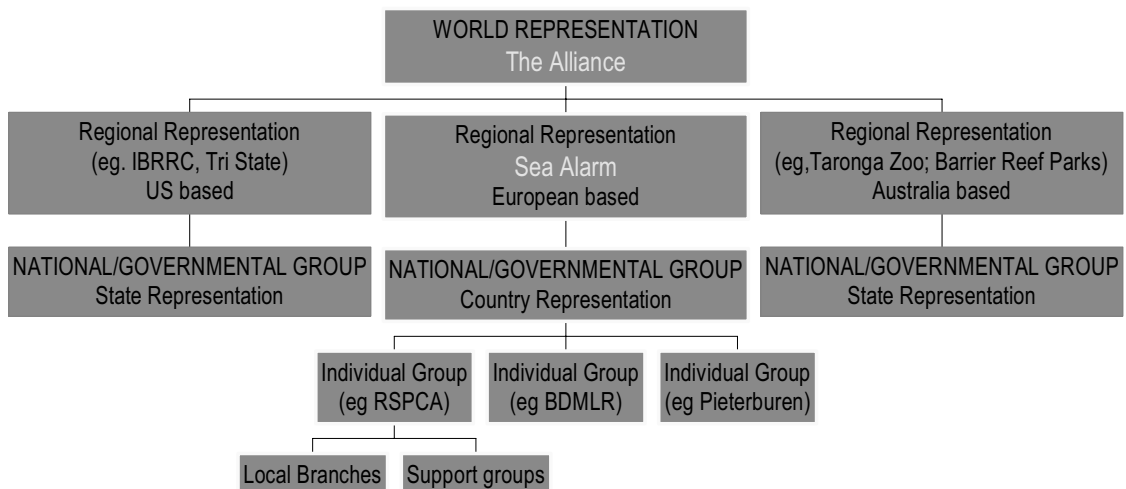 WORLD REPRESENTATION
The Alliance
Regional Representation
(eg. IBRRC, Tri State)
US based
Regional Representation
Sea Alarm
European based
Regional Representation
(eg,Taronga Zoo; Barrier Reef Parks)
Australia based
NATIONAL/GOVERNMENTAL GROUP
State Representation
NATIONAL/GOVERNMENTAL GROUP
Country Representation
NATIONAL/GOVERNMENTAL GROUP
State Representation
Individual Group
(eg RSPCA)
Individual Group
(eg BDMLR)
Individual Group
(eg Pieterburen)
Local Branches
Support groups